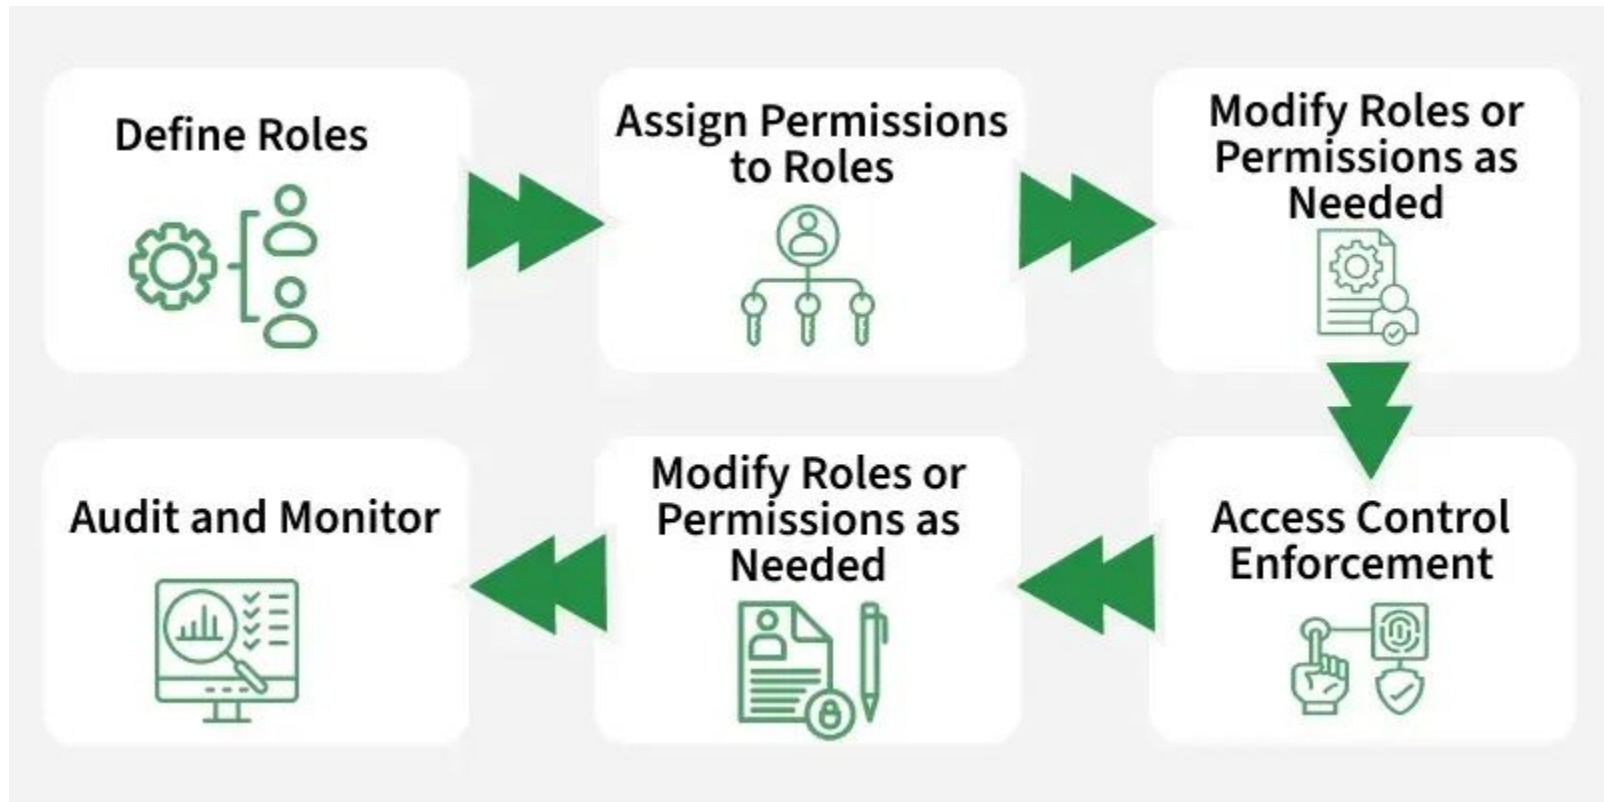 Define Roles
Assign Permissions
to Roles
Modify Roles or
Permissions as
Needed
Access Control
Enforcement
Modify Roles or
Permissions as
Needed
Audit and Monitor